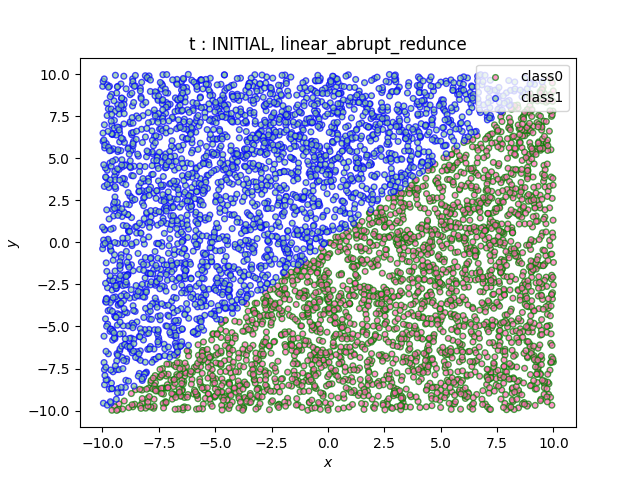 t : INITIAL, linear_abrupt_redunce
class0
class1
10.0
7.5
5.0
2.5
0.0
−2.5
−5.0
−7.5
−10.0
y
−10.0 −7.5 −5.0 −2.5 0.0 2.5 5.0 7.5 10.0
x